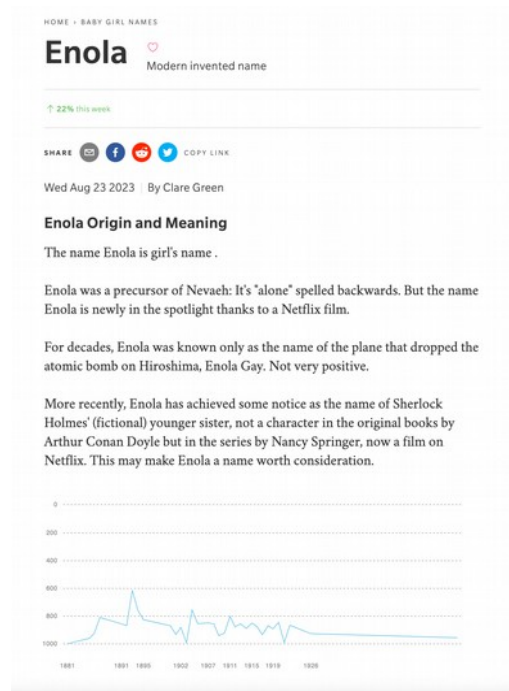 HOME › BABY GIRL NAMES
Enola
Modern invented name
↑ 22% this week
SHARE COPY LINK
Wed Aug 23 2023 | By Clare Green
Enola Origin and Meaning
The name Enola is girl's name .
Enola was a precursor of Nevaeh: It's "alone" spelled backwards. But the name
Enola is newly in the spotlight thanks to a Netflix film.
For decades, Enola was known only as the name of the plane that dropped the
atomic bomb on Hiroshima, Enola Gay. Not very positive.
More recently, Enola has achieved some notice as the name of Sherlock
Holmes' (fictional) younger sister, not a character in the original books by
Arthur Conan Doyle but in the series by Nancy Springer, now a film on
Netflix. This may make Enola a name worth consideration.
0
200
400
600
800
1000
1881 1891 1895 1902 1907 1911 1915 1919 1926